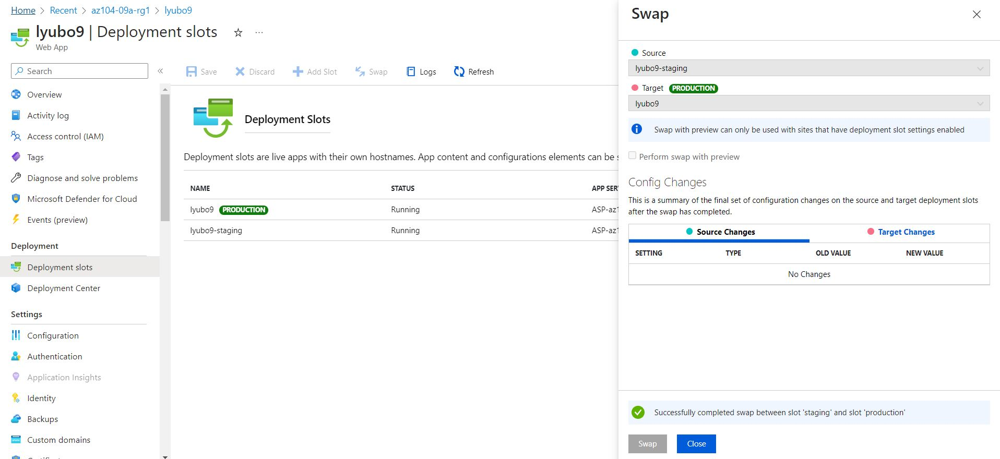 Home > Recent > az104-09a-rg1 > lyubo9
lyubo9 | Deployment slots
Web App
Search
Overview
Activity log
Access control (IAM)
Tags
Diagnose and solve problems
Microsoft Defender for Cloud
Events (preview)
Deployment
Deployment slots
Deployment Center
Settings
Configuration
Authentication
Application Insights
Identity
Backups
Custom domains
Save Discard Add Slot Swap Logs Refresh
Deployment Slots
Deployment slots are live apps with their own hostnames. App content and configurations elements can be s
NAME STATUS APP SER
lyubo9 PRODUCTION Running ASP-az1
lyubo9-staging Running ASP-az1
Swap
Source
lyubo9-staging
Target PRODUCTION
lyubo9
Swap with preview can only be used with sites that have deployment slot settings enabled
Perform swap with preview
Config Changes
This is a summary of the final set of configuration changes on the source and target deployment slots
after the swap has completed.
Source Changes Target Changes
SETTING TYPE OLD VALUE NEW VALUE
No Changes
Successfully completed swap between slot 'staging' and slot 'production'
Swap Close